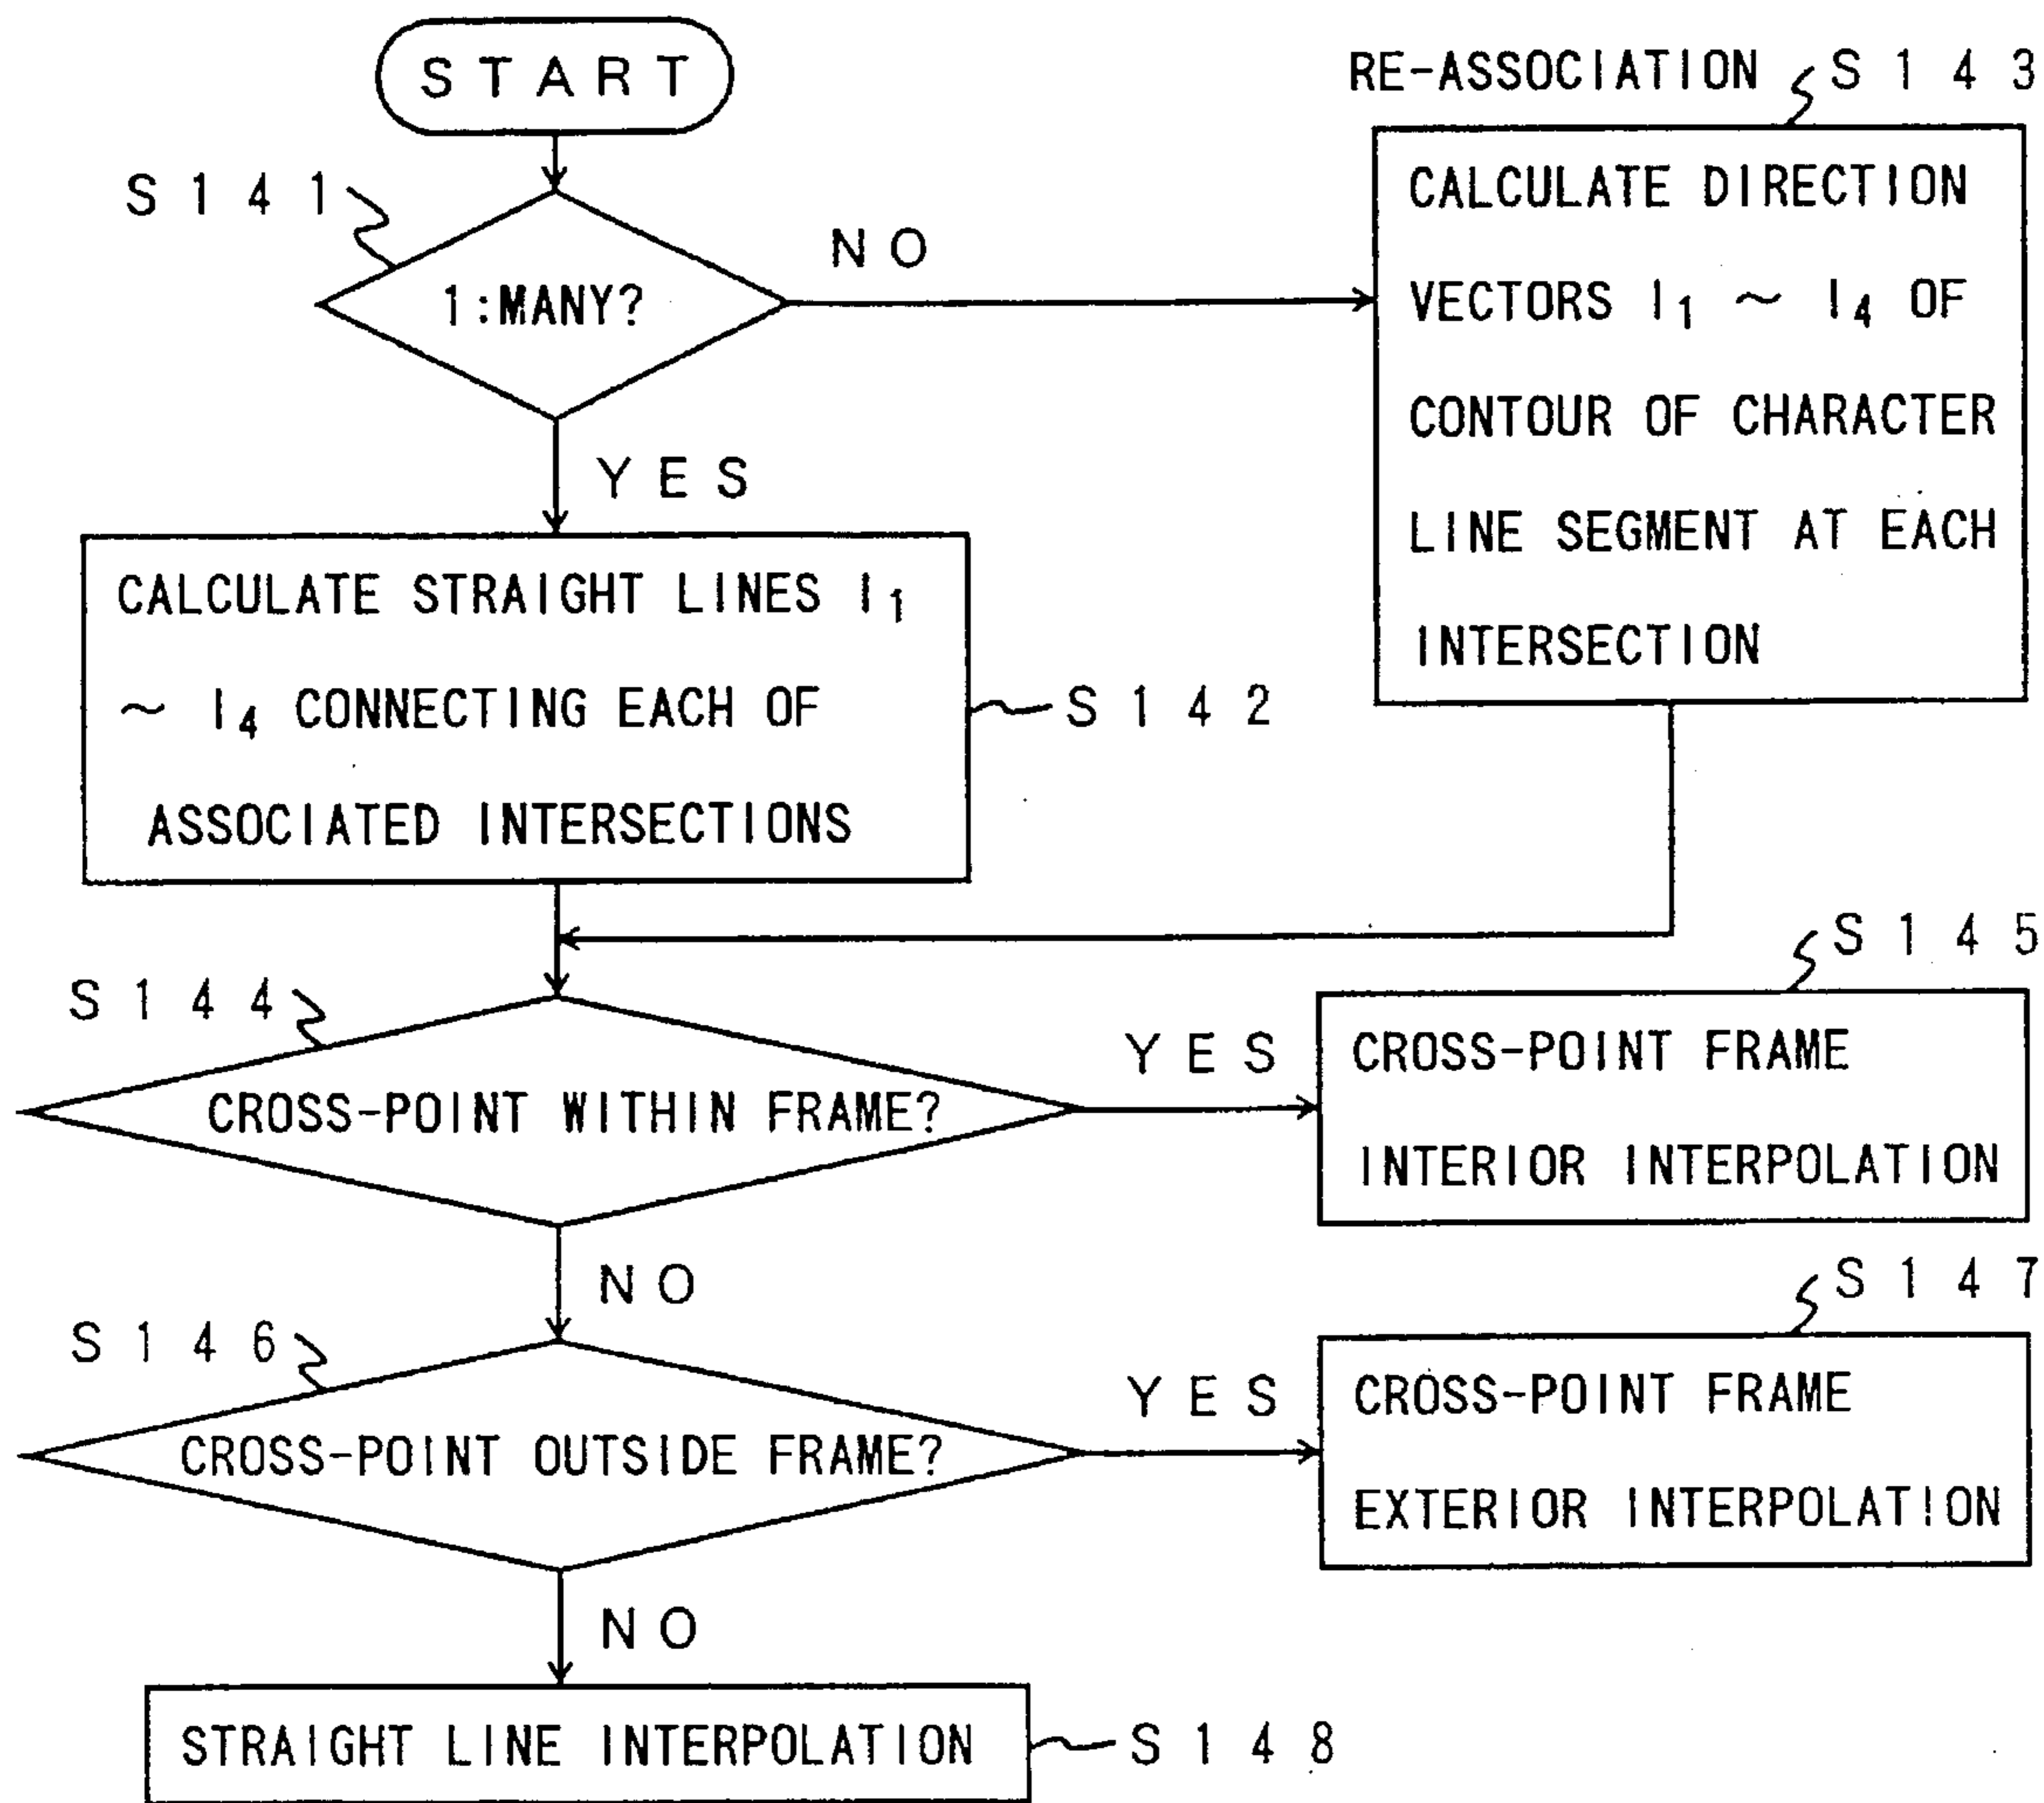 START
RE-ASSOCIATION S143
S141
1:MANY?
NO
CALCULATE DIRECTION
VECTORS l₁ ~ l₄ OF
CONTOUR OF CHARACTER
LINE SEGMENT AT EACH
INTERSECTION
YES
CALCULATE STRAIGHT LINES l₁
~ l₄ CONNECTING EACH OF
ASSOCIATED INTERSECTIONS
S142
S144
CROSS-POINT WITHIN FRAME?
YES
S145
CROSS-POINT FRAME
INTERIOR INTERPOLATION
NO
S146
CROSS-POINT OUTSIDE FRAME?
YES
S147
CROSS-POINT FRAME
EXTERIOR INTERPOLATION
NO
STRAIGHT LINE INTERPOLATION
S148